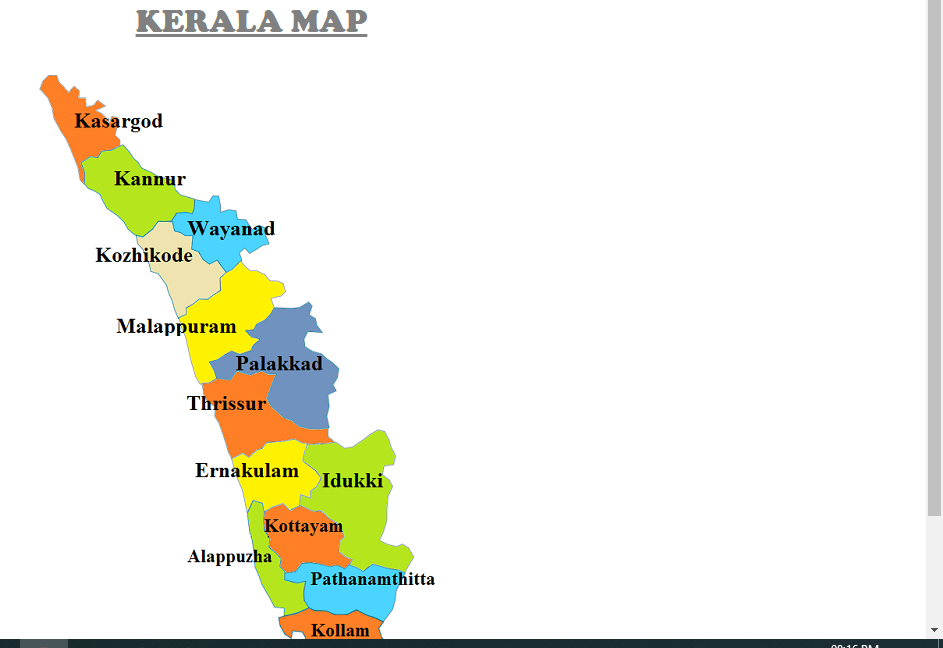 KERALA MAP
Kasargod
Kannur
Wayanad
Kozhikode
Malappuram
Palakkad
Thrissur
Ernakulam
Idukki
Kottayam
Alappuzha
Pathanamthitta
Kollam